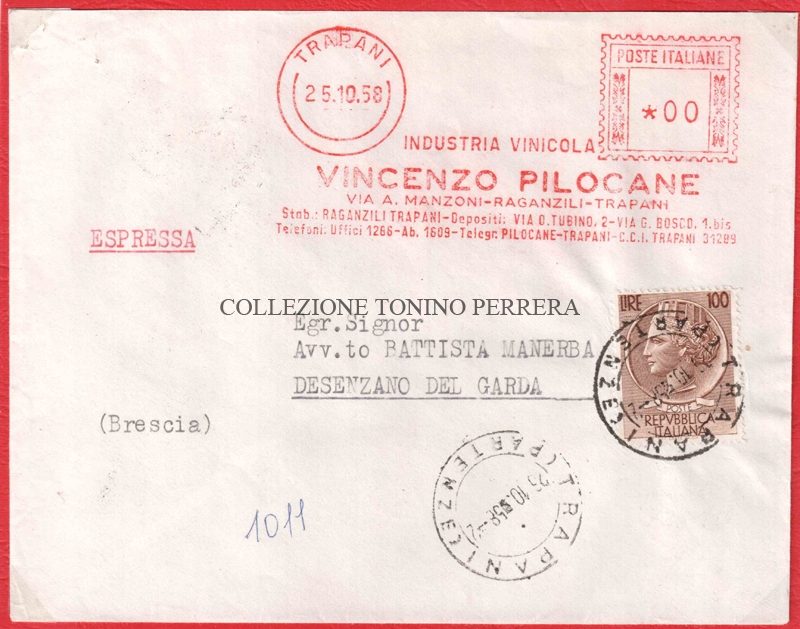 TRAPANI
25.10.58
POSTE ITALIANE
*00
INDUSTRIA VINICOLA
VINCENZO PILOCANE
VIA A. MANZONI-RAGANZILI-TRAPANI
Stab.: RAGANZILI TRAPANI-Depositi: VIA O.TUBINO, 2-VIA G. BOSCO, 1.bis
Telefoni: Uffici 1266-Ab. 1609-Telegr. PILOCANE-TRAPANI-C.C.I. TRAPANI 31289
ESPRESSA
COLLEZIONE TONINO PERRERA
LIRE 100
POSTE
REPVBBLICA
ITALIANA
TRAPANI (PARTENZE)
Egr.Signor
Avv.to BATTISTA MANERBA
DESENZANO DEL GARDA
(Brescia)
TRAPANI (PARTENZE)
1011